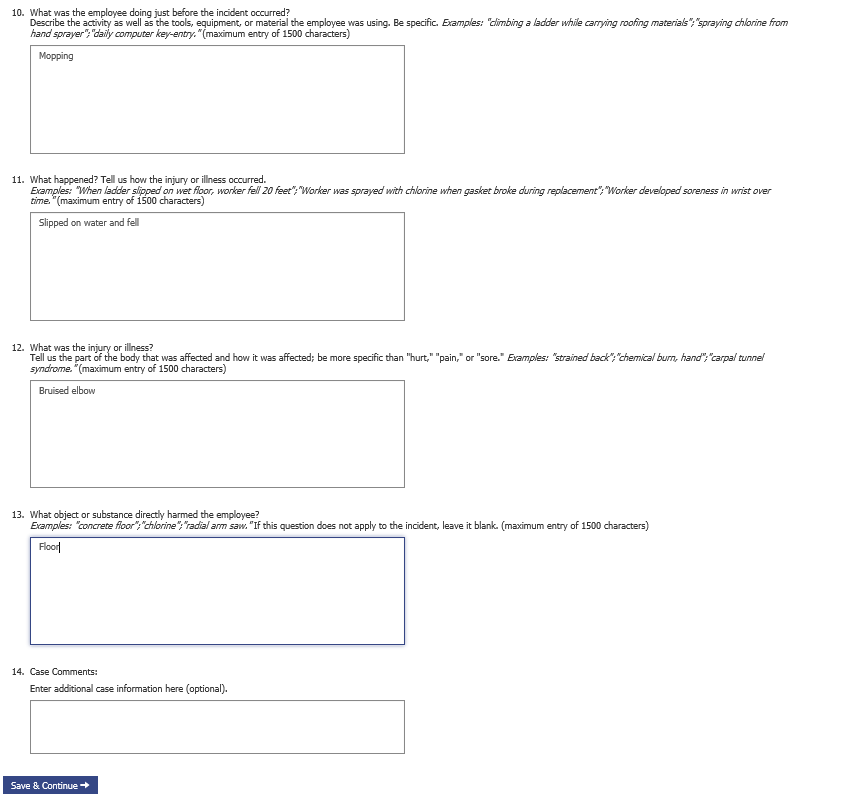 10. What was the employee doing just before the incident occurred?
Describe the activity as well as the tools, equipment, or material the employee was using. Be specific. Examples: "climbing a ladder while carrying roofing materials";"spraying chlorine from
hand sprayer";"daily computer key-entry." (maximum entry of 1500 characters)
Mopping
11. What happened? Tell us how the injury or illness occurred.
Examples: "When ladder slipped on wet floor, worker fell 20 feet";"Worker was sprayed with chlorine when gasket broke during replacement";"Worker developed soreness in wrist over
time." (maximum entry of 1500 characters)
Slipped on water and fell
12. What was the injury or illness?
Tell us the part of the body that was affected and how it was affected; be more specific than "hurt," "pain," or "sore." Examples: "strained back";"chemical burn, hand";"carpal tunnel
syndrome." (maximum entry of 1500 characters)
Bruised elbow
13. What object or substance directly harmed the employee?
Examples: "concrete floor";"chlorine";"radial arm saw." If this question does not apply to the incident, leave it blank. (maximum entry of 1500 characters)
Floor
14. Case Comments:
Enter additional case information here (optional).
Save & Continue →